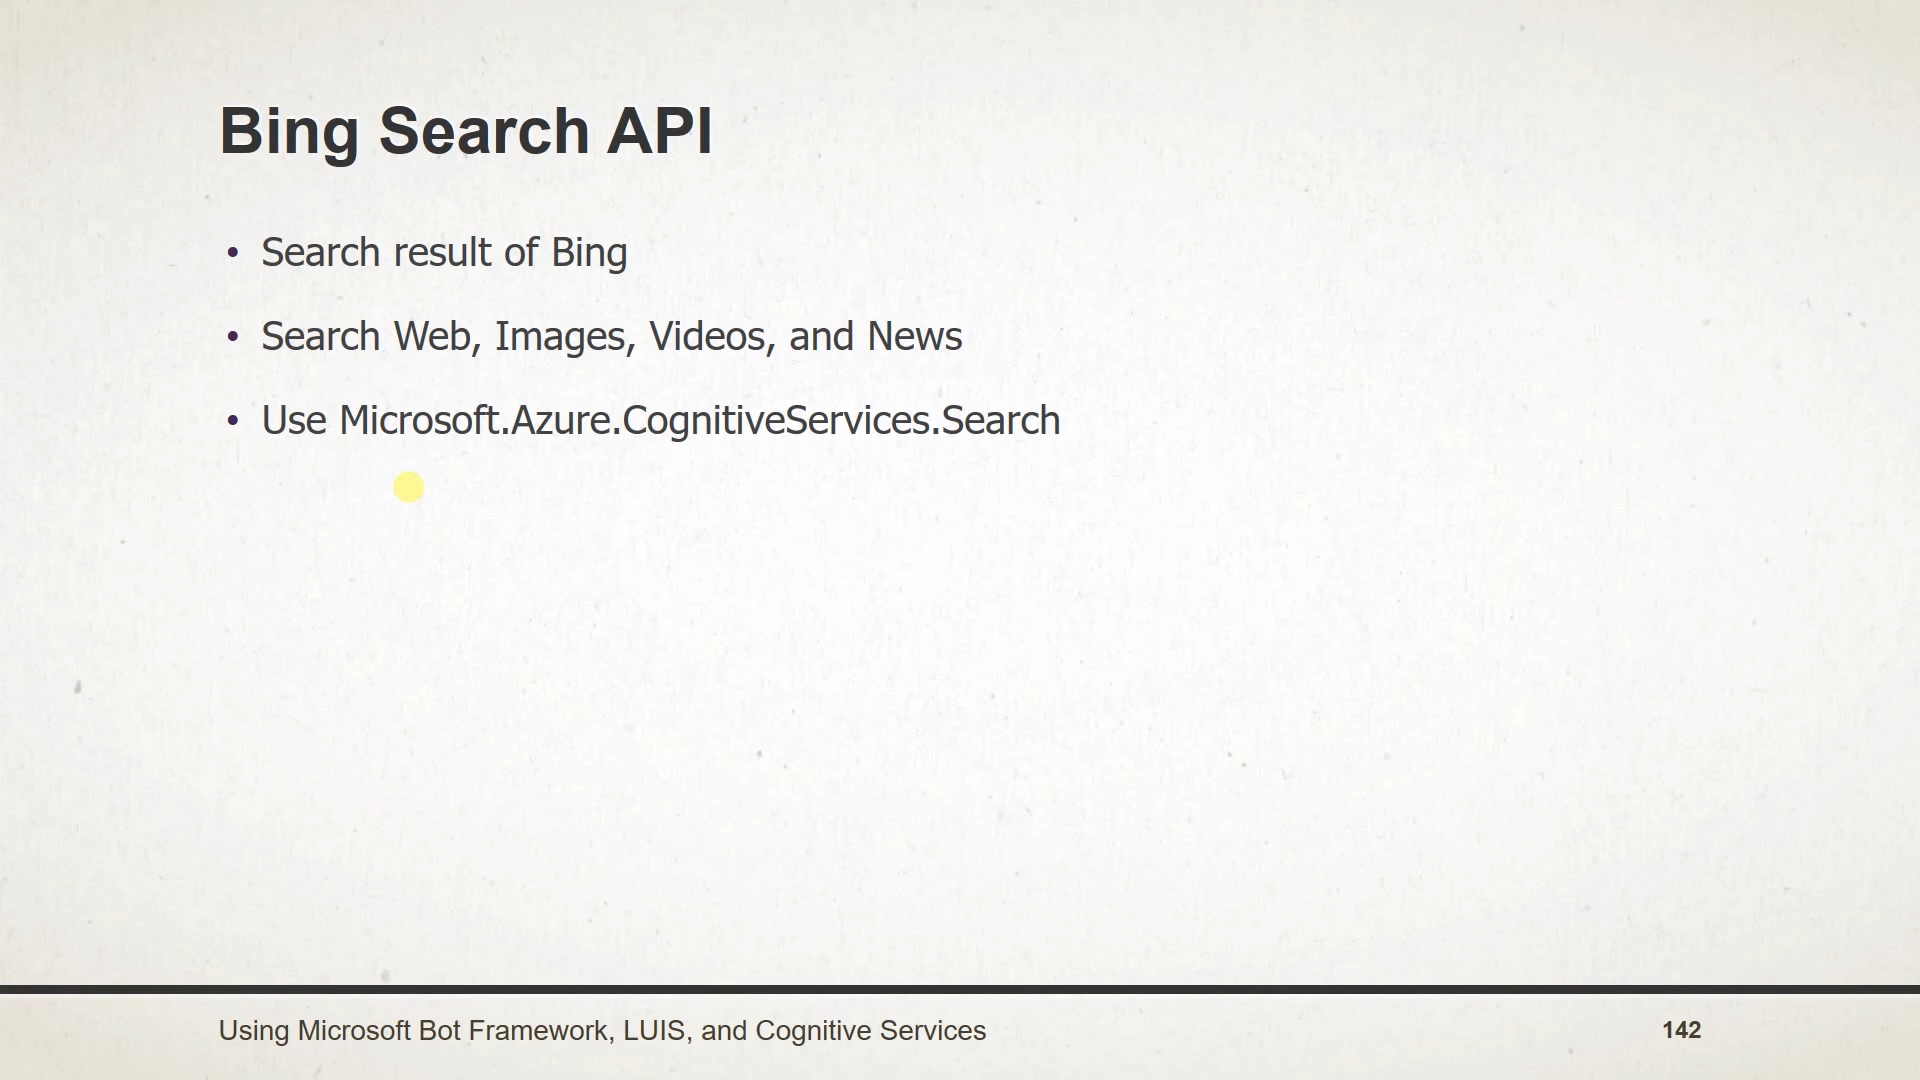 Bing Search API
• Search result of Bing
• Search Web, Images, Videos, and News
• Use Microsoft.Azure.CognitiveServices.Search
Using Microsoft Bot Framework, LUIS, and Cognitive Services
142